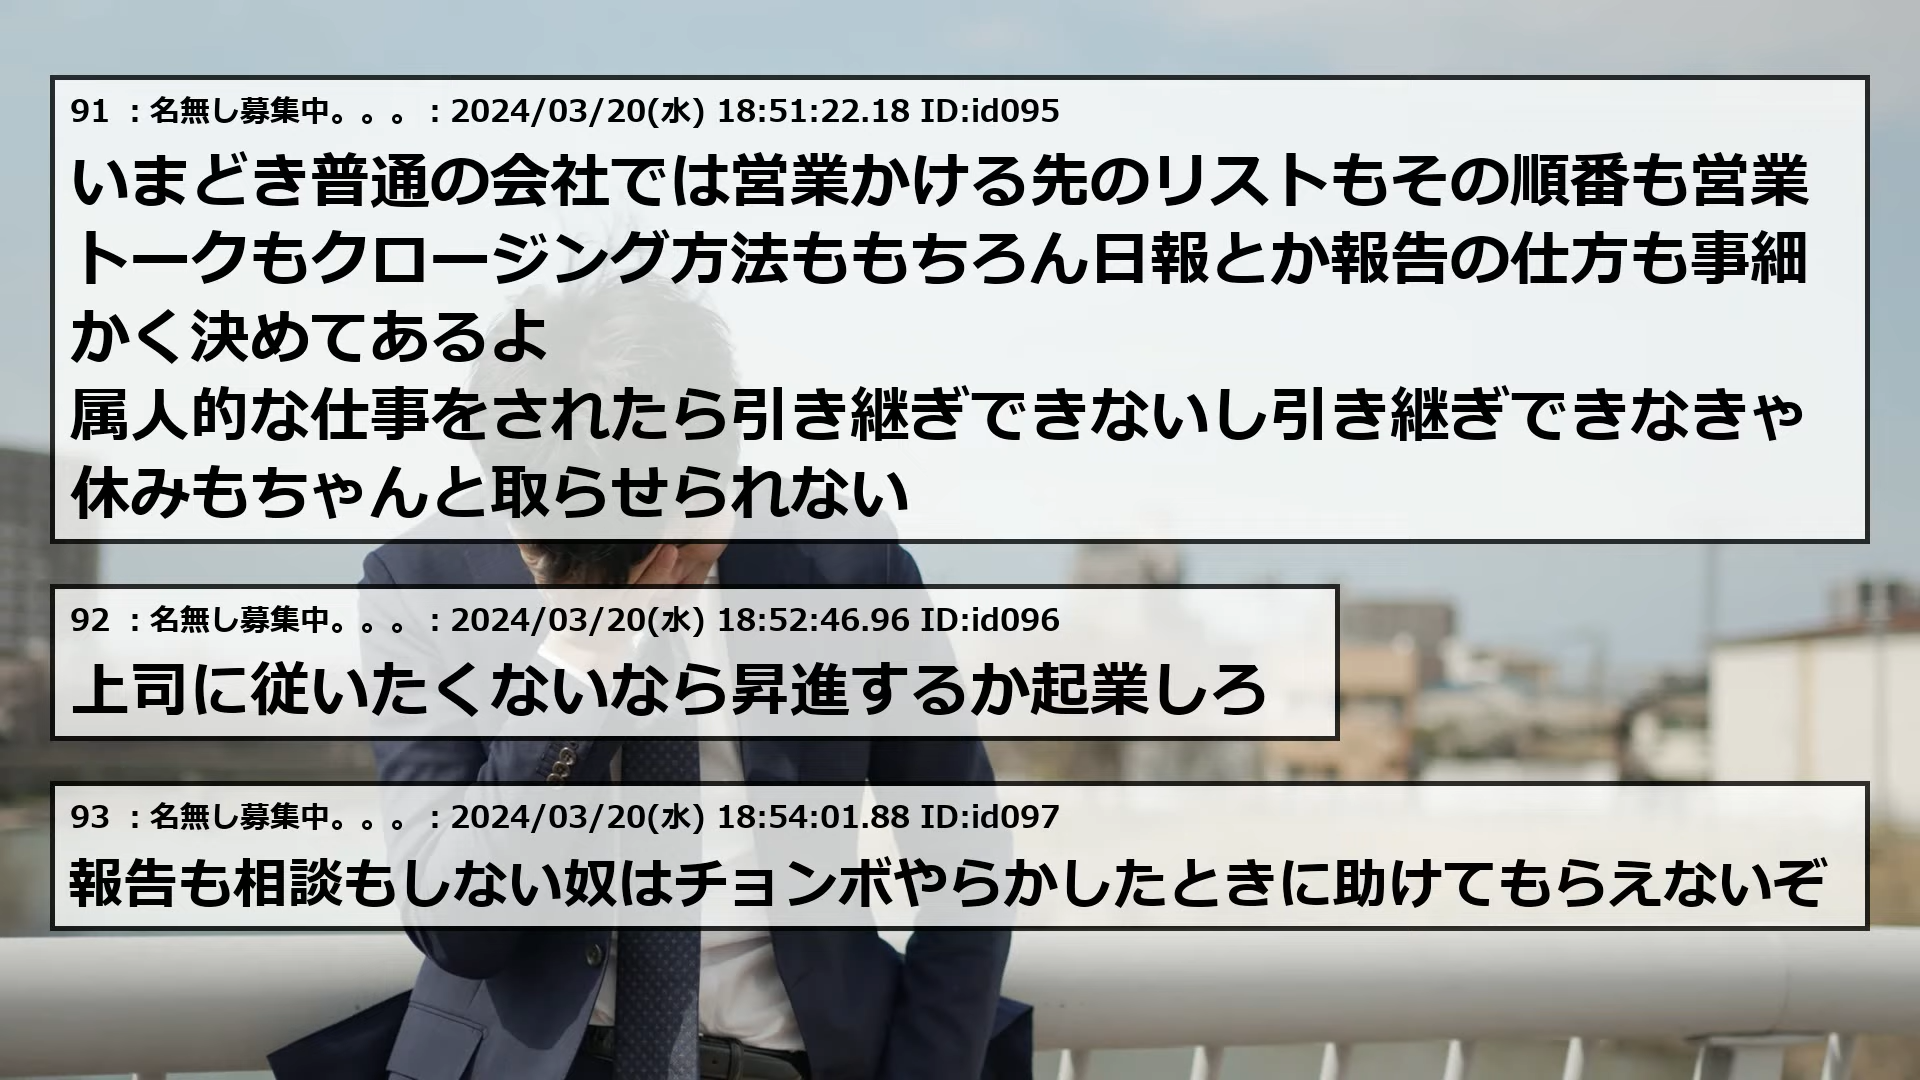 91 ：名無し募集中。。。：2024/03/20(水) 18:51:22.18 ID:id095
いまどき普通の会社では営業かける先のリストもその順番も営業
トークもクロージング方法ももちろん日報とか報告の仕方も事細
かく決めてあるよ
属人的な仕事をされたら引き継ぎできないし引き継ぎできなきゃ
休みもちゃんと取らせられない
92 ：名無し募集中。。。：2024/03/20(水) 18:52:46.96 ID:id096
上司に従いたくないなら昇進するか起業しろ
93 ：名無し募集中。。。：2024/03/20(水) 18:54:01.88 ID:id097
報告も相談もしない奴はチョンボやらかしたときに助けてもらえないぞ